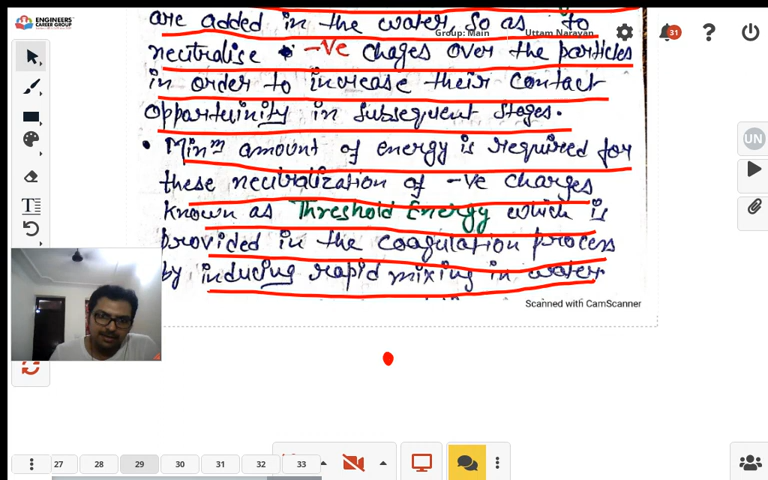 ENGINEERS
CAREER GROUP
are added in the water, so as to
Group: Main
Uttam Narayan
31
neutralise -ve chages over the particles
in order to increase their contact
opportuinity in subsequent stages.
• Minm amount of energy is required for
these neutralization of -ve charges
known as Threshold Energy which is
provided in the coagulation process
by inducing rapid mixing in water
Scanned with CamScanner
UN
27 28 29 30 31 32 33